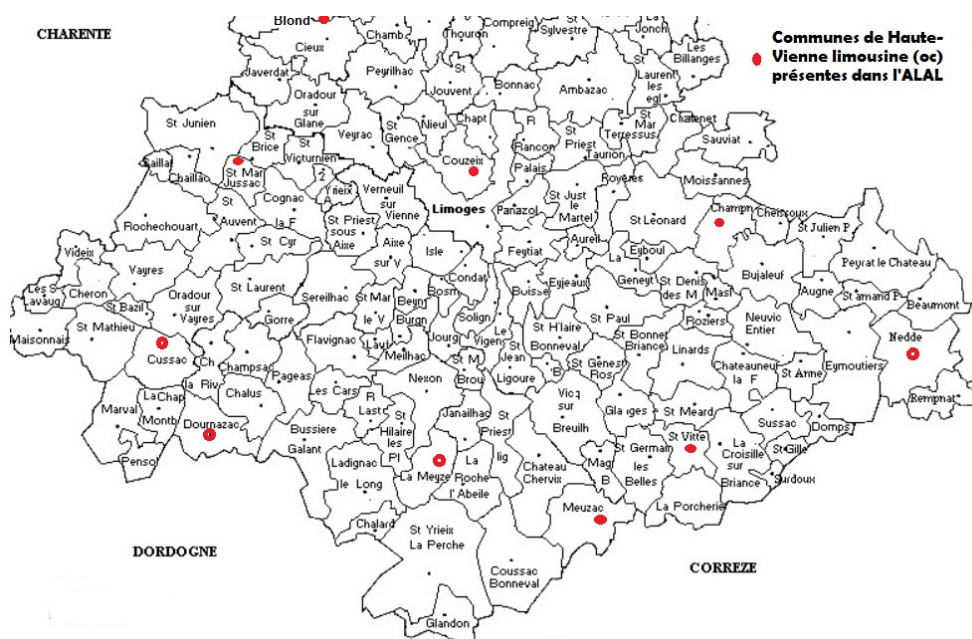 CHARENTE
Communes de Haute-
Vienne limousine (oc)
présentes dans l'ALAL
Blond
Cieux
Chamb.
Thouron
Compreig
St
Sylvestre
La
Jonch
Les
Billanges
Javerdat
Peyrilhac
St
Jouvent
Bonnac
Ambazac
St
Laurent
les
egl
Oradour
sur
Glane
St Junien
Veyrac
St
Gence
Nieul
Chapt
R
Rancon
St
Priest
Taurion
St
Mar
Terressus
Chatenet
Sauviat
St
Brice
St
Victurnien
Couzeix
Palais
Saillat
Chaillac
St Mar
Jussac
2
Yrieix
A
Verneuil
sur
Vienne
Limoges
Panazol
St Just
le
Martel
Royeres
Moissannes
Cognac
la F
St
Auvent
Rochechouart
St Priest
sous
Aixe
Aixe
sur V
Isle
Feytiat
Aureil
St Leonard
Champn
Cheissoux
St Julien P
St Cyr
La
Geneyt
Eyboul
Bujaleuf
Peyrat le Chateau
Videix
Vayres
Condat
Eyjeaux
St Denis
des M
Masl
Augne
St amand P
Beaumont
Les S
Lavaug
Cheron
St Bazil
Oradour
sur
Vayres
St Laurent
Gorre
Sereilhac
St Mar
le V
Beyn
Burgn
Bosm
Solign
Le
Vigen
Boisse
St Paul
Roziers
Neuvic
Entier
Nedde
Maisonnais
St Mathieu
Cussac
Ch
la Riv
Champsac
Flavignac
Lavi
Meilhac
Jourg
St M
Brou
St
Jean
Ligoure
St H'laire
Bonneval
B
St Bonnet
Briance
Linards
Chateauneuf
la F
St Anne
Eymoutiers
Rempnat
Pageas
Chalus
Les Cars
Nexon
St Genest
Ros
Marval
LaChap
Montb
Dournazac
Bussiere
Galant
R
Last
St
Hilaire
les
Pl
Janailhac
St
Priest
lig
Vicq
sur
Breuilh
Gla ges
St Meard
Sussac
Domps
Pensol
Ladignac
le Long
La Meyze
La
Roche
l'Abeile
Chateau
Chervix
Mag
B
St Germain
les
Belles
St Vitte
La
Croisille
sur
Briance
St Gille
Surdoux
Meuzac
La Porcherie
Chalard
St Yrieix
La Perche
DORDOGNE
Coussac
Bonneval
CORREZE
Glandon